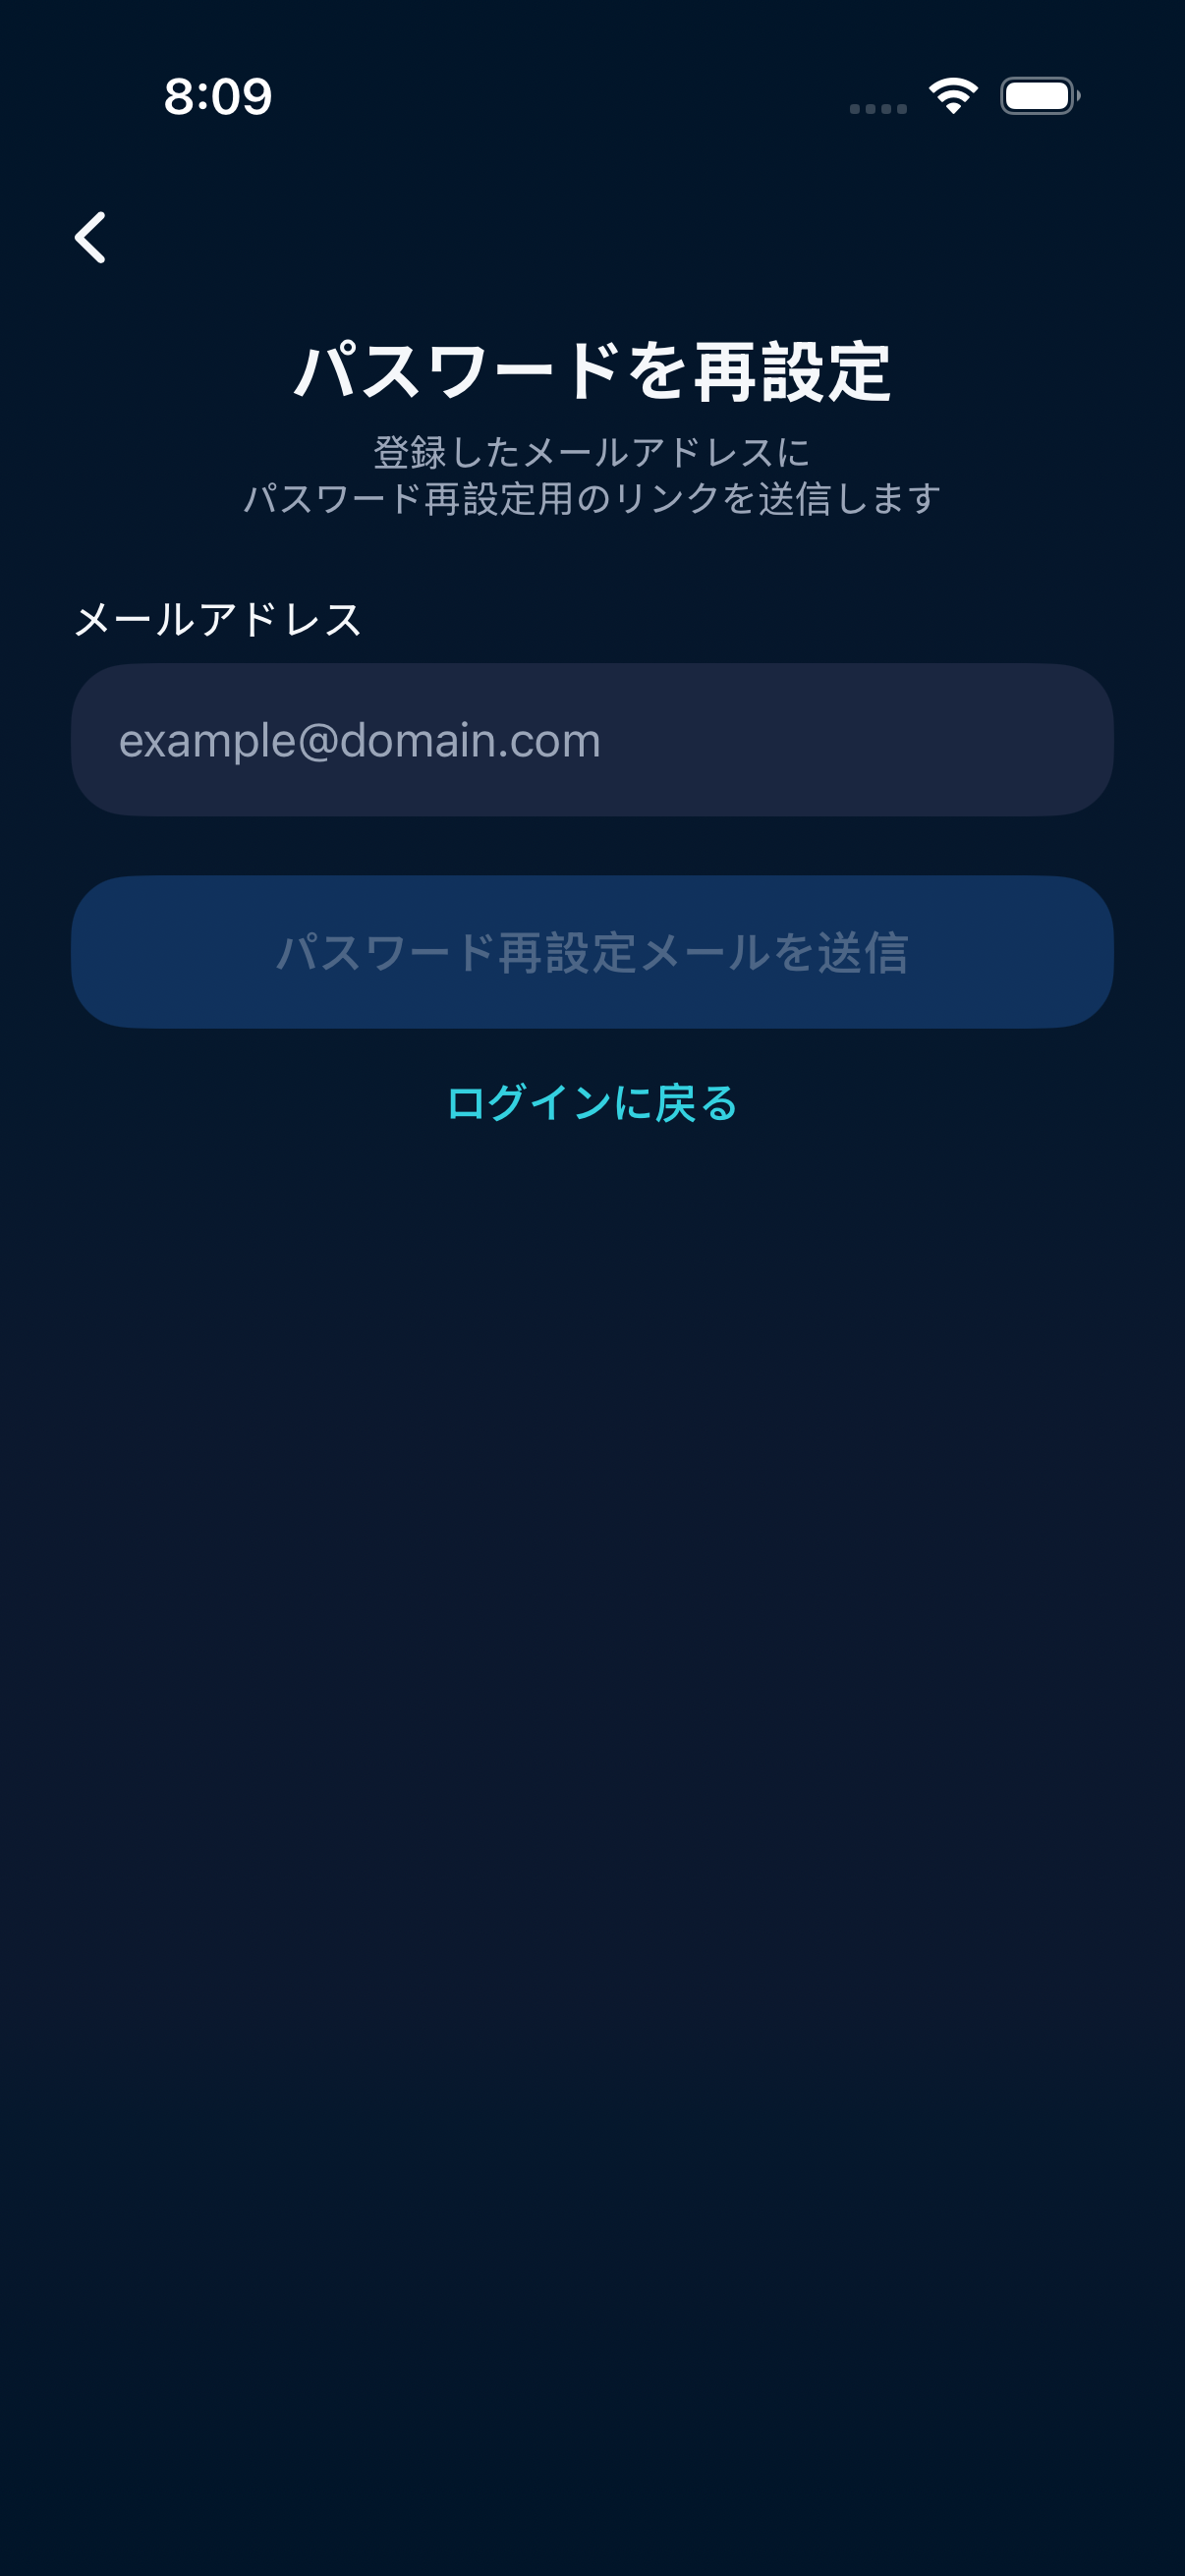 8:09
パスワードを再設定
登録したメールアドレスに
パスワード再設定用のリンクを送信します
メールアドレス
example@domain.com
パスワード再設定メールを送信
ログインに戻る